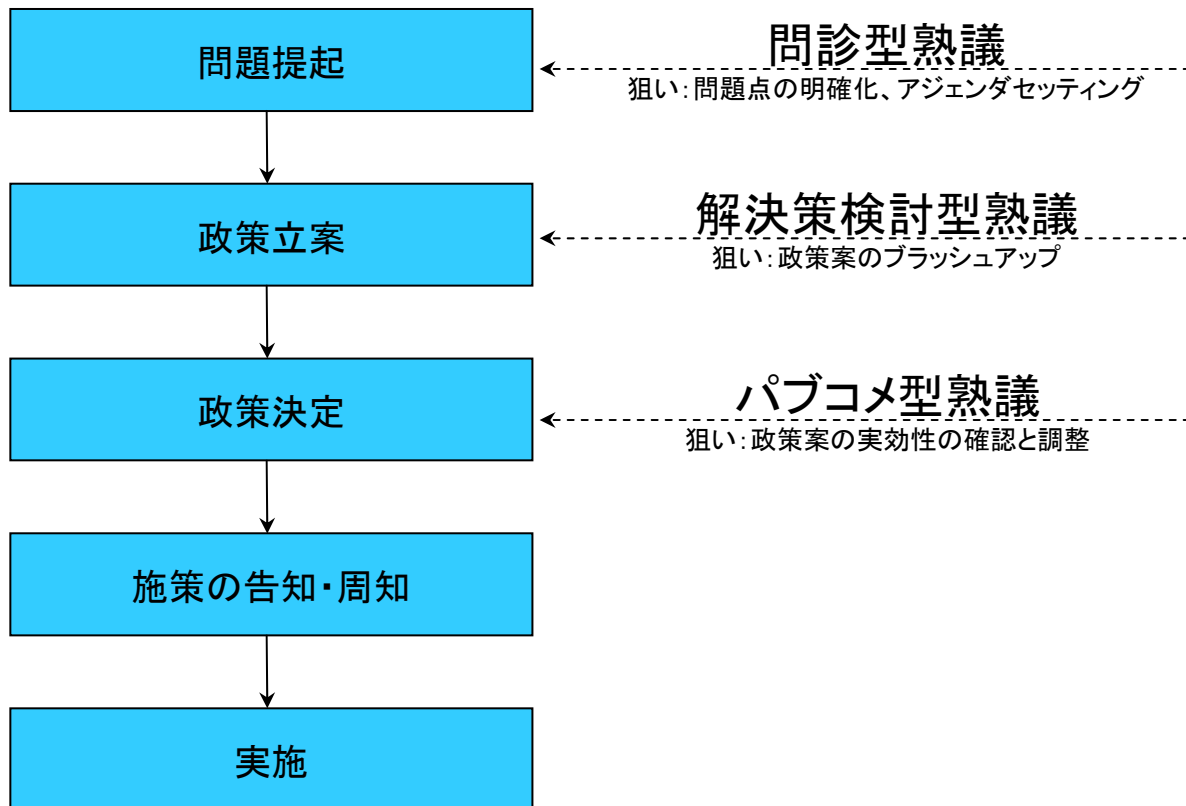 問題提起
問診型熟議
狙い：問題点の明確化、アジェンダセッティング
政策立案
解決策検討型熟議
狙い：政策案のブラッシュアップ
政策決定
パブコメ型熟議
狙い：政策案の実効性の確認と調整
施策の告知・周知
実施